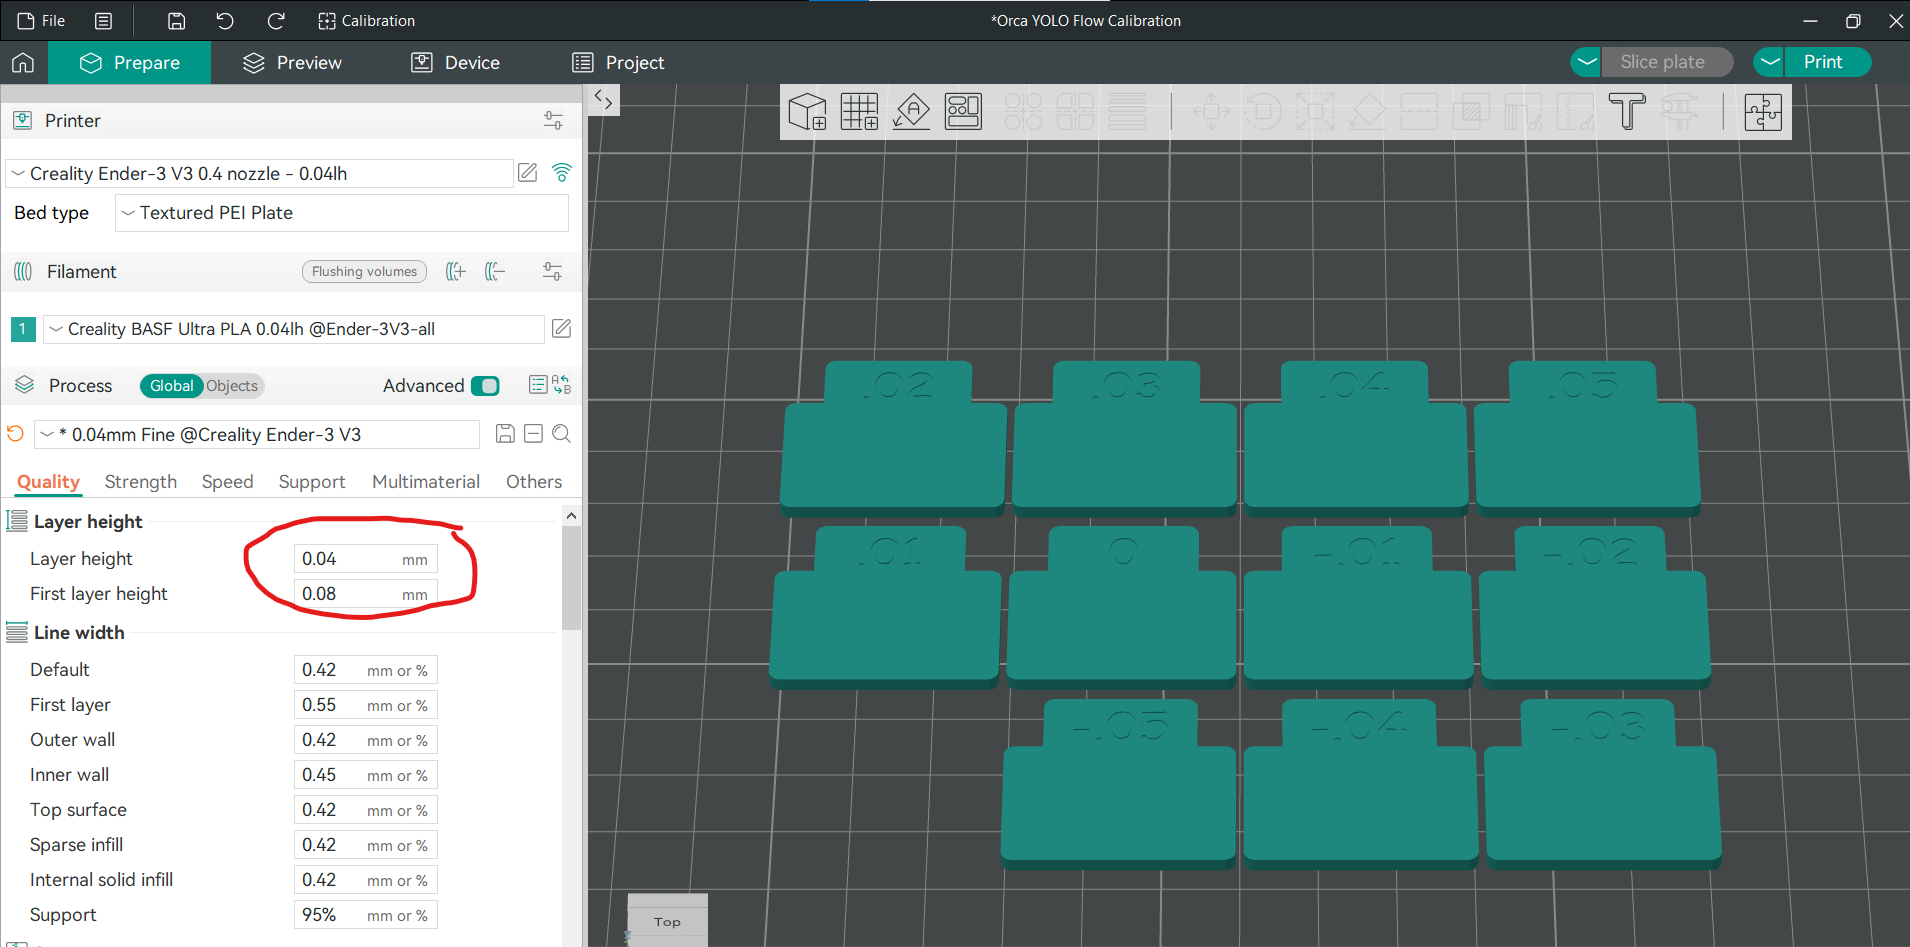 File
Calibration
*Orca YOLO Flow Calibration
Prepare
Preview
Device
Project
Slice plate
Print
Printer
Creality Ender-3 V3 0.4 nozzle - 0.04lh
Bed type
Textured PEI Plate
Filament
Flushing volumes
1
Creality BASF Ultra PLA 0.04lh @Ender-3V3-all
Process
Global
Objects
Advanced
* 0.04mm Fine @Creality Ender-3 V3
Quality
Strength
Speed
Support
Multimaterial
Others
Layer height
Layer height 0.04 mm
First layer height 0.08 mm
Line width
Default 0.42 mm or %
First layer 0.55 mm or %
Outer wall 0.42 mm or %
Inner wall 0.45 mm or %
Top surface 0.42 mm or %
Sparse infill 0.42 mm or %
Internal solid infill 0.42 mm or %
Support 95% mm or %
.02 .03 .04 .05
.01 0 -.01 -.02
-.05 -.04 -.03
Top